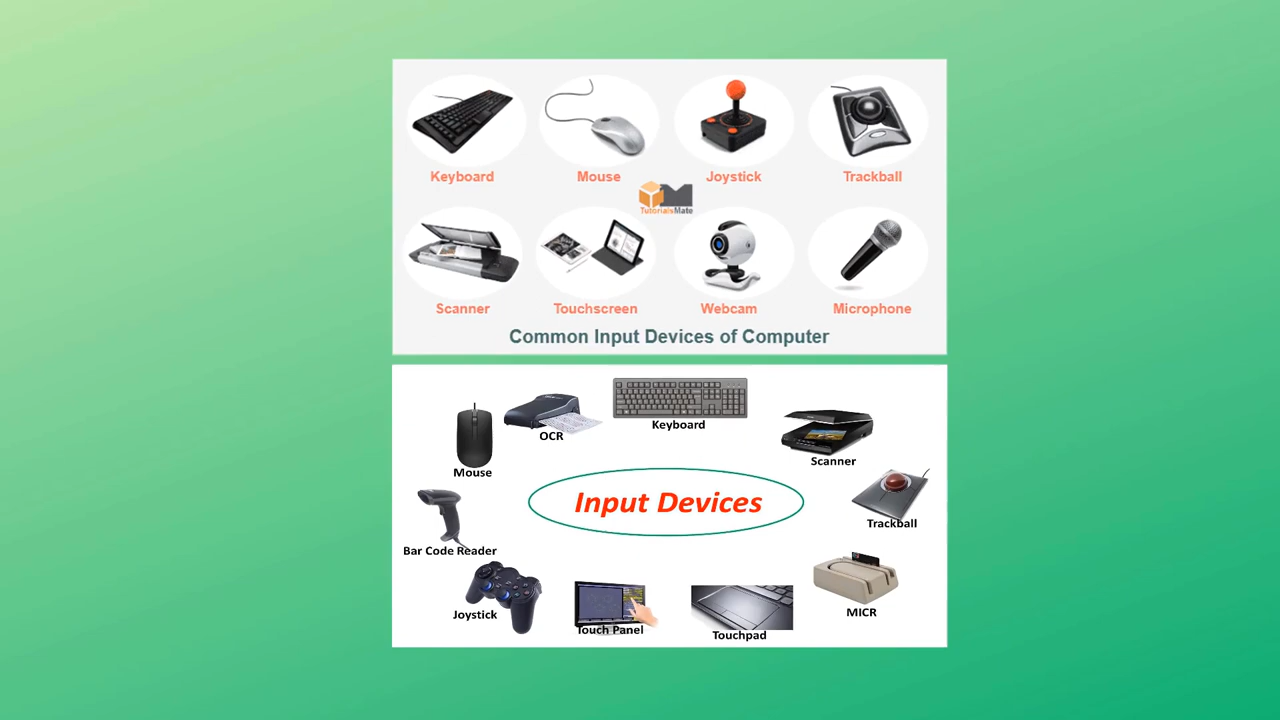 Keyboard
Mouse
Joystick
Trackball
TutorialsMate
Scanner
Touchscreen
Webcam
Microphone
Common Input Devices of Computer
Keyboard
OCR
Mouse
Scanner
Input Devices
Trackball
Bar Code Reader
Joystick
MICR
Touch Panel
Touchpad